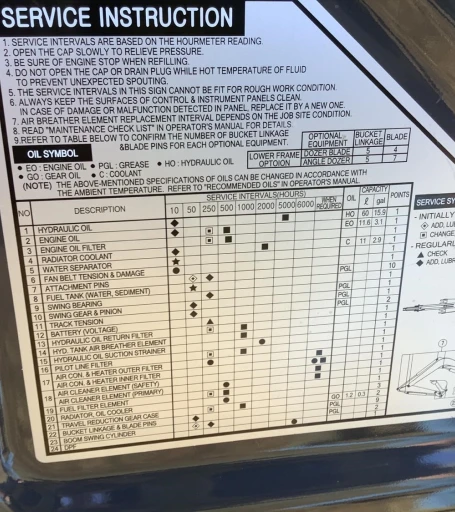 SERVICE INSTRUCTION
1. SERVICE INTERVALS ARE BASED ON THE HOURMETER READING.
2. OPEN THE CAP SLOWLY TO RELIEVE PRESSURE.
3. BE SURE OF ENGINE STOP WHEN REFILLING.
4. DO NOT OPEN THE CAP OR DRAIN PLUG WHILE HOT TEMPERATURE OF FLUID
TO PREVENT UNEXPECTED SPOUTING.
5. THE SERVICE INTERVALS IN THIS SIGN CANNOT BE FIT FOR ROUGH WORK CONDITION.
6. ALWAYS KEEP THE SURFACES OF CONTROL & INSTRUMENT PANELS CLEAN.
IN CASE OF DAMAGE OR MALFUNCTION DETECTED IN PANEL, REPLACE IT BY A NEW ONE.
7. AIR BREATHER ELEMENT REPLACEMENT INTERVAL DEPENDS ON THE JOB SITE CONDITION.
8. READ "MAINTENANCE CHECK LIST" IN OPERATOR'S MANUAL FOR DETAILS.
9. REFER TO TABLE BELOW TO CONFIRM THE NUMBER OF BUCKET LINKAGE
&BLADE PINS FOR EACH OPTIONAL EQUIPMENT.
OPTIONAL EQUIPMENT BUCKET LINKAGE BLADE
LOWER FRAME OPTOION DOZER BLADE 5 4
ANGLE DOZER 5 7
OIL SYMBOL
• EO : ENGINE OIL • PGL : GREASE • HO : HYDRAULIC OIL
• GO : GEAR OIL • C : COOLANT
(NOTE) THE ABOVE-MENTIONED SPECIFICATIONS OF OILS CAN BE CHANGED IN ACCORDANCE WITH
THE AMBIENT TEMPERATURE. REFER TO "RECOMMENDED OILS" IN OPERATOR'S MANUAL.
NO DESCRIPTION SERVICE INTERVALS(HOURS) OIL CAPACITY POINTS
10 50 250 500 1000 2000 5000 6000 WHEN REQUIRED ℓ gal
1 HYDRAULIC OIL HO 60 15.9 1
2 ENGINE OIL EO 11.6 3.1 1
3 ENGINE OIL FILTER 1
4 RADIATOR COOLANT C 11 2.9 1
5 WATER SEPARATOR 1
6 FAN BELT TENSION & DAMAGE 1
7 ATTACHMENT PINS PGL 10
8 FUEL TANK (WATER, SEDIMENT) 1
9 SWING BEARING PGL
10 SWING GEAR & PINION PGL
11 TRACK TENSION PGL
12 BATTERY (VOLTAGE)
13 HYDRAULIC OIL RETURN FILTER
14 HYD. TANK AIR BREATHER ELEMENT
15 HYDRAULIC OIL SUCTION STRAINER
16 PILOT LINE FILTER
17 AIR CON. & HEATER OUTER FILTER
AIR CON. & HEATER INNER FILTER
18 AIR CLEANER ELEMENT (SAFETY)
AIR CLEANER ELEMENT (PRIMARY)
19 FUEL FILTER ELEMENT
20 RADIATOR, OIL COOLER
21 TRAVEL REDUCTION GEAR CASE GO 1.2 0.3 2
22 BUCKET LINKAGE & BLADE PINS PGL
23 BOOM SWING CYLINDER PGL
24 DPF
SERVICE
- INITIALLY
ADD,
CHANGE
- REGULAR
CHECK
ADD,